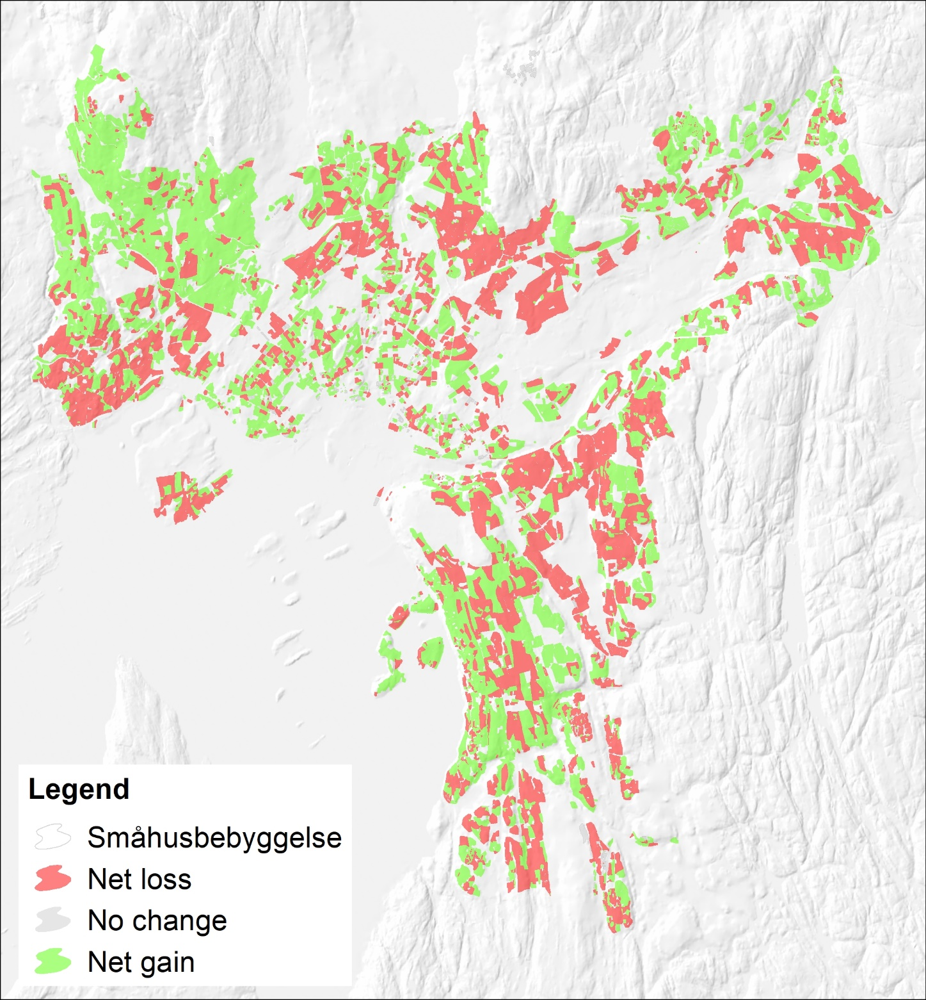 Legend
Småhusbebyggelse
Net loss
No change
Net gain